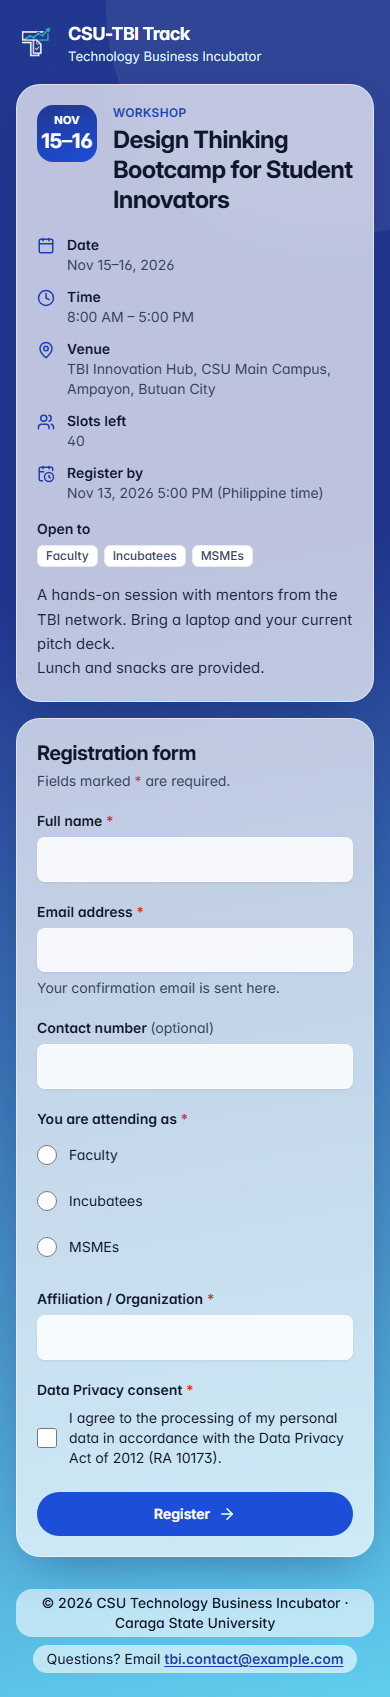 CSU-TBI Track
Technology Business Incubator
NOV
15–16
WORKSHOP
Design Thinking
Bootcamp for Student
Innovators
Date
Nov 15–16, 2026
Time
8:00 AM – 5:00 PM
Venue
TBI Innovation Hub, CSU Main Campus,
Ampayon, Butuan City
Slots left
40
Register by
Nov 13, 2026 5:00 PM (Philippine time)
Open to
Faculty Incubatees MSMEs
A hands-on session with mentors from the
TBI network. Bring a laptop and your current
pitch deck.
Lunch and snacks are provided.
Registration form
Fields marked * are required.
Full name *
Email address *
Your confirmation email is sent here.
Contact number (optional)
You are attending as *
Faculty
Incubatees
MSMEs
Affiliation / Organization *
Data Privacy consent *
I agree to the processing of my personal
data in accordance with the Data Privacy
Act of 2012 (RA 10173).
Register →
© 2026 CSU Technology Business Incubator ·
Caraga State University
Questions? Email tbi.contact@example.com